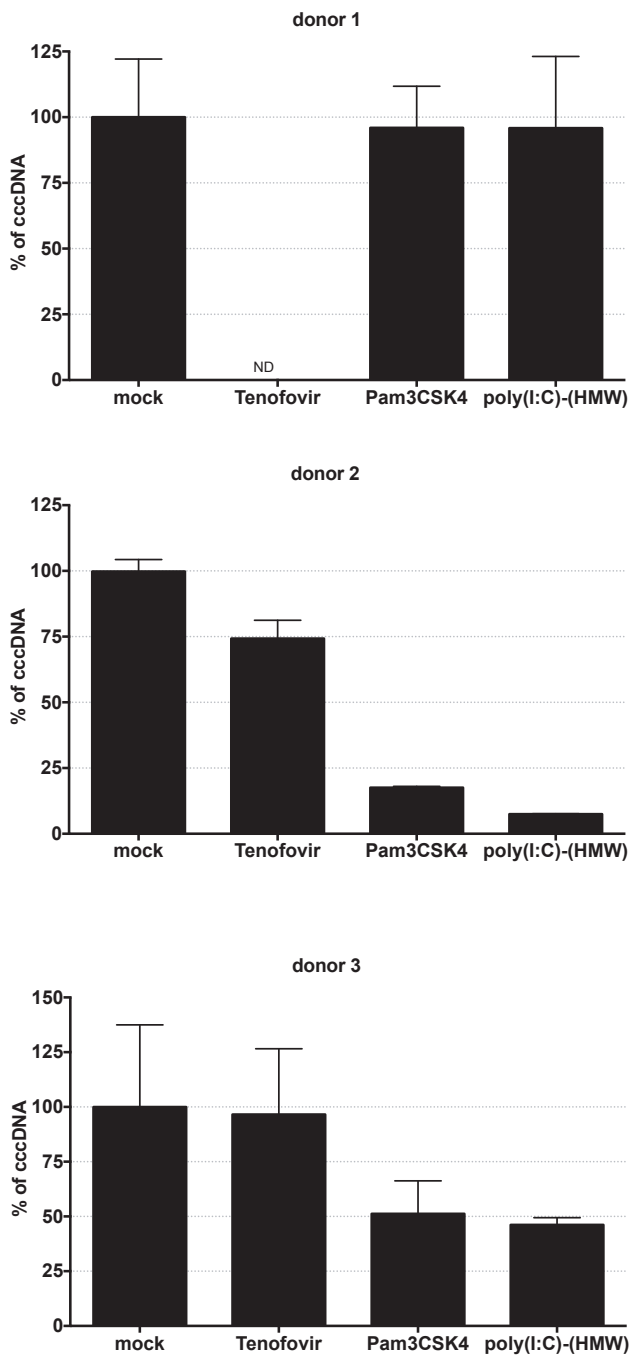 donor 1
% of cccDNA
125
100
75
50
25
0
ND
mock Tenofovir Pam3CSK4 poly(I:C)-(HMW)
donor 2
% of cccDNA
125
100
75
50
25
0
mock Tenofovir Pam3CSK4 poly(I:C)-(HMW)
donor 3
% of cccDNA
150
125
100
75
50
25
0
mock Tenofovir Pam3CSK4 poly(I:C)-(HMW)